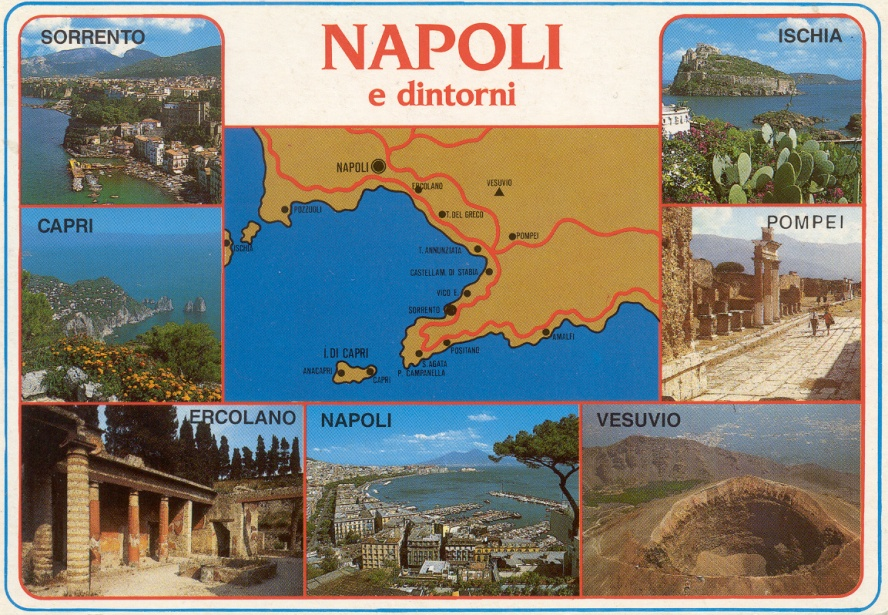 NAPOLI
e dintorni
SORRENTO
ISCHIA
CAPRI
POMPEI
NAPOLI
ERCOLANO
VESUVIO
POZZUOLI
T. DEL GRECO
ISCHIA
POMPEI
T. ANNUNZIATA
CASTELLAM. DI STABIA
VICO E.
SORRENTO
AMALFI
POSITANO
I. DI CAPRI
S. AGATA
ANACAPRI
P. CAMPANELLA
CAPRI
ERCOLANO
NAPOLI
VESUVIO